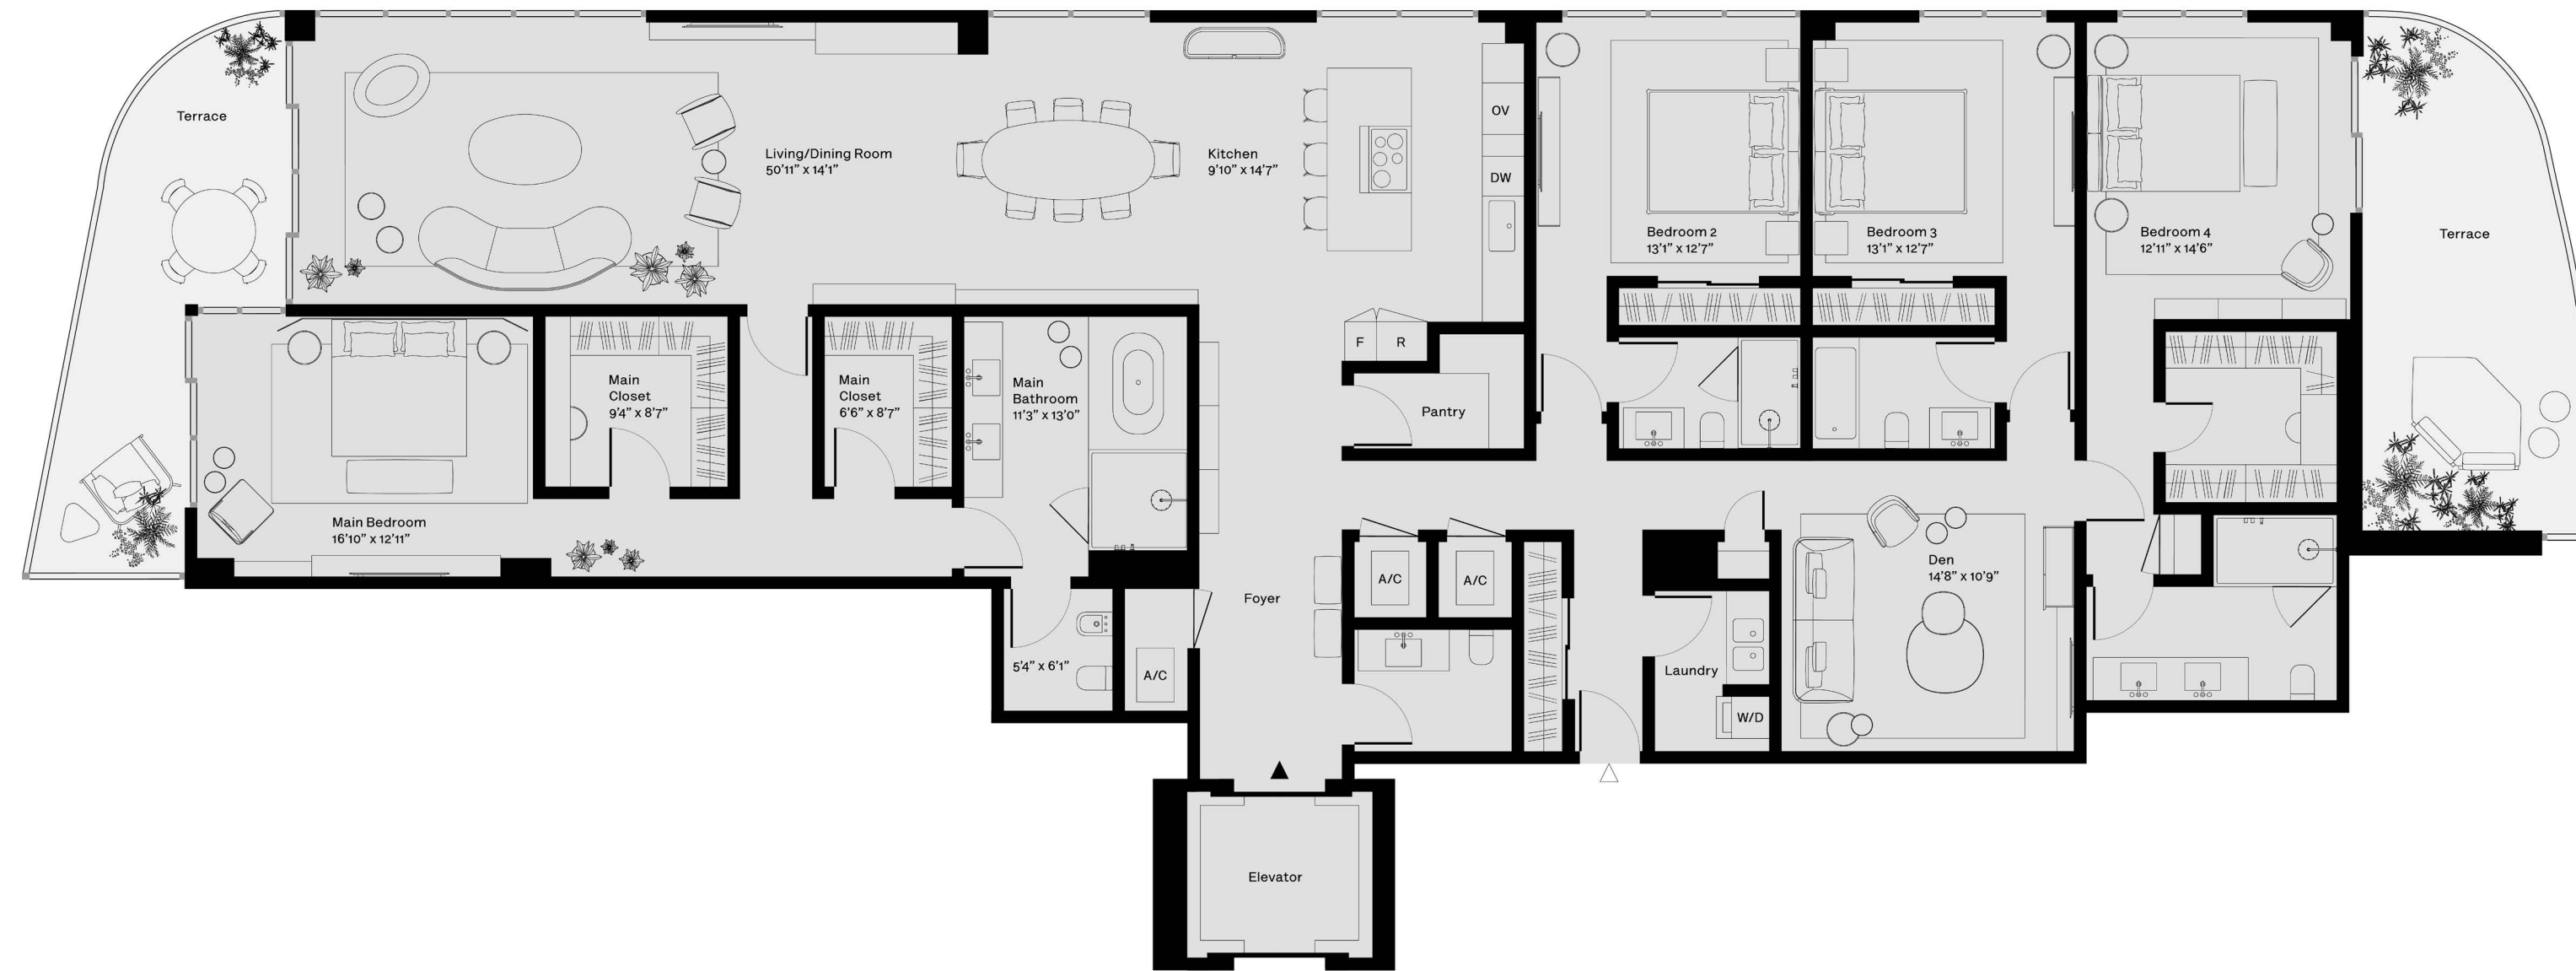 Terrace
Living/Dining Room
50'11" x 14'1"
Kitchen
9'10" x 14'7"
OV
DW
F
R
Bedroom 2
13'1" x 12'7"
Bedroom 3
13'1" x 12'7"
Bedroom 4
12'11" x 14'6"
Terrace
Main Bedroom
16'10" x 12'11"
Main
Closet
9'4" x 8'7"
Main
Closet
6'6" x 8'7"
Main
Bathroom
11'3" x 13'0"
Pantry
5'4" x 6'1"
A/C
Foyer
A/C
A/C
Laundry
W/D
Den
14'8" x 10'9"
Elevator